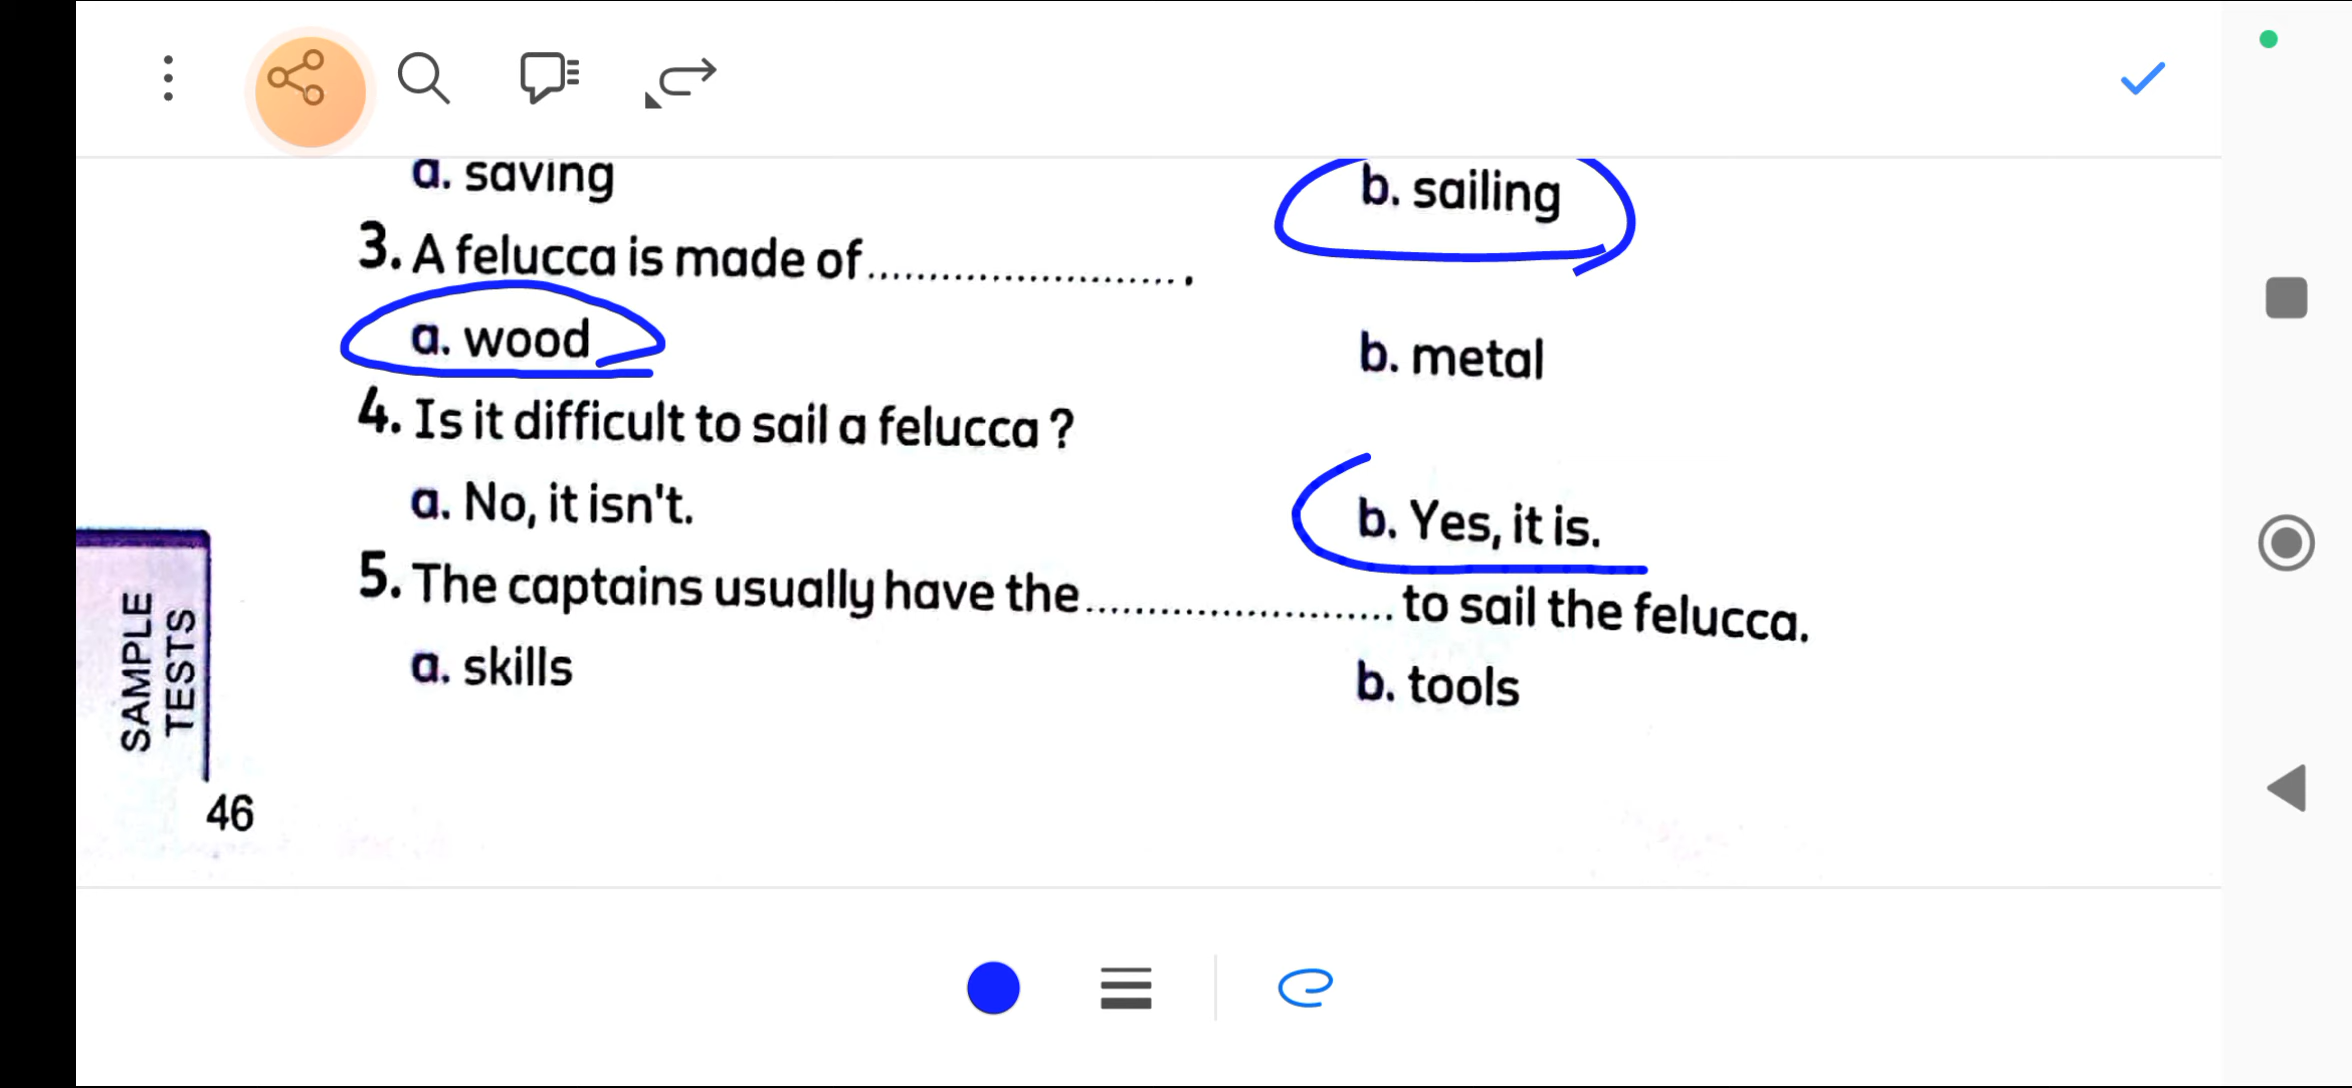 a. saving
b. sailing
3. A felucca is made of .......................... .
a. wood
b. metal
4. Is it difficult to sail a felucca ?
a. No, it isn't.
b. Yes, it is.
5. The captains usually have the .......................... to sail the felucca.
a. skills
b. tools
SAMPLE
TESTS
46